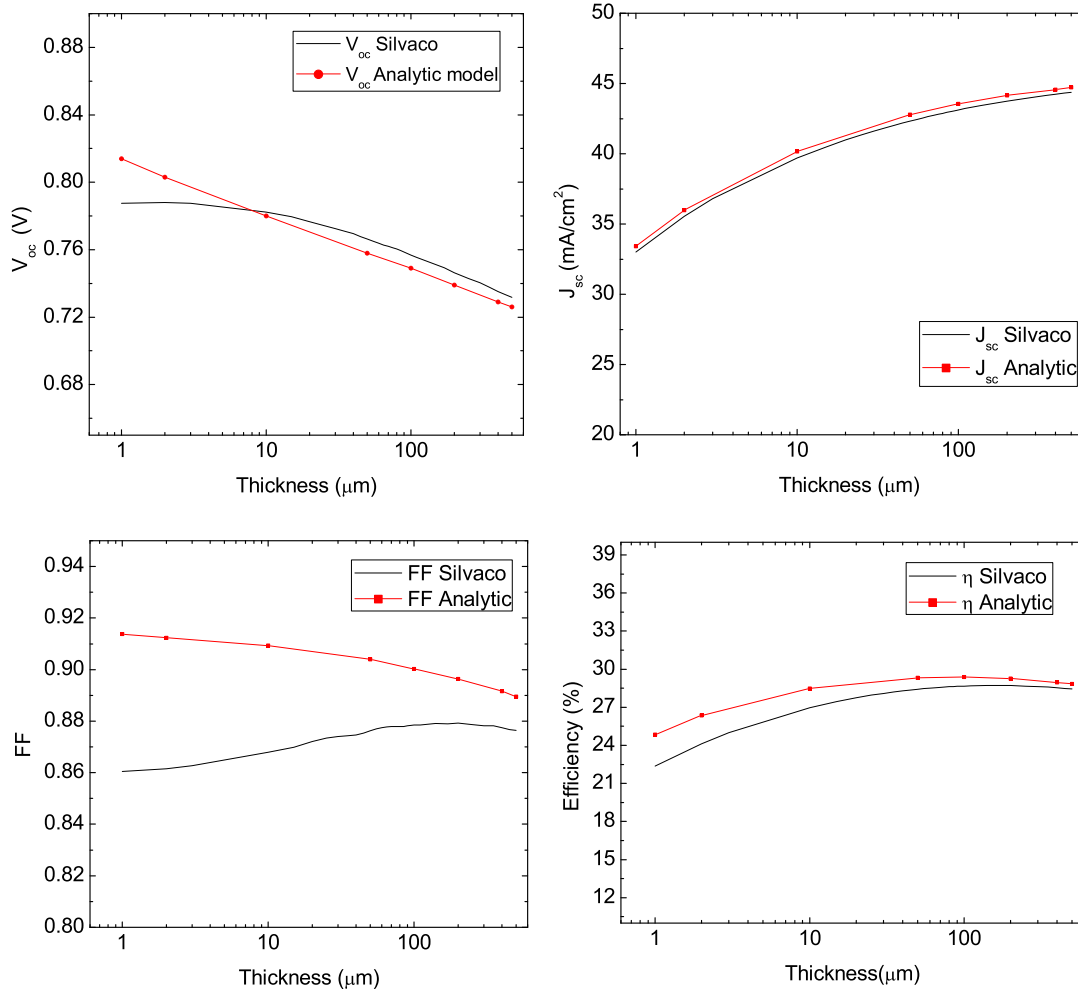 0.88
0.84
0.80
0.76
0.72
0.68
V_oc (V)
V_oc Silvaco
V_oc Analytic model
1
10
100
Thickness (μm)
50
45
40
35
30
25
20
J_sc (mA/cm²)
J_sc Silvaco
J_sc Analytic
1
10
100
Thickness (μm)
0.94
0.92
0.90
0.88
0.86
0.84
0.82
0.80
FF
FF Silvaco
FF Analytic
1
10
100
Thickness (μm)
39
36
33
30
27
24
21
18
15
12
Efficiency (%)
η Silvaco
η Analytic
1
10
100
Thickness(μm)